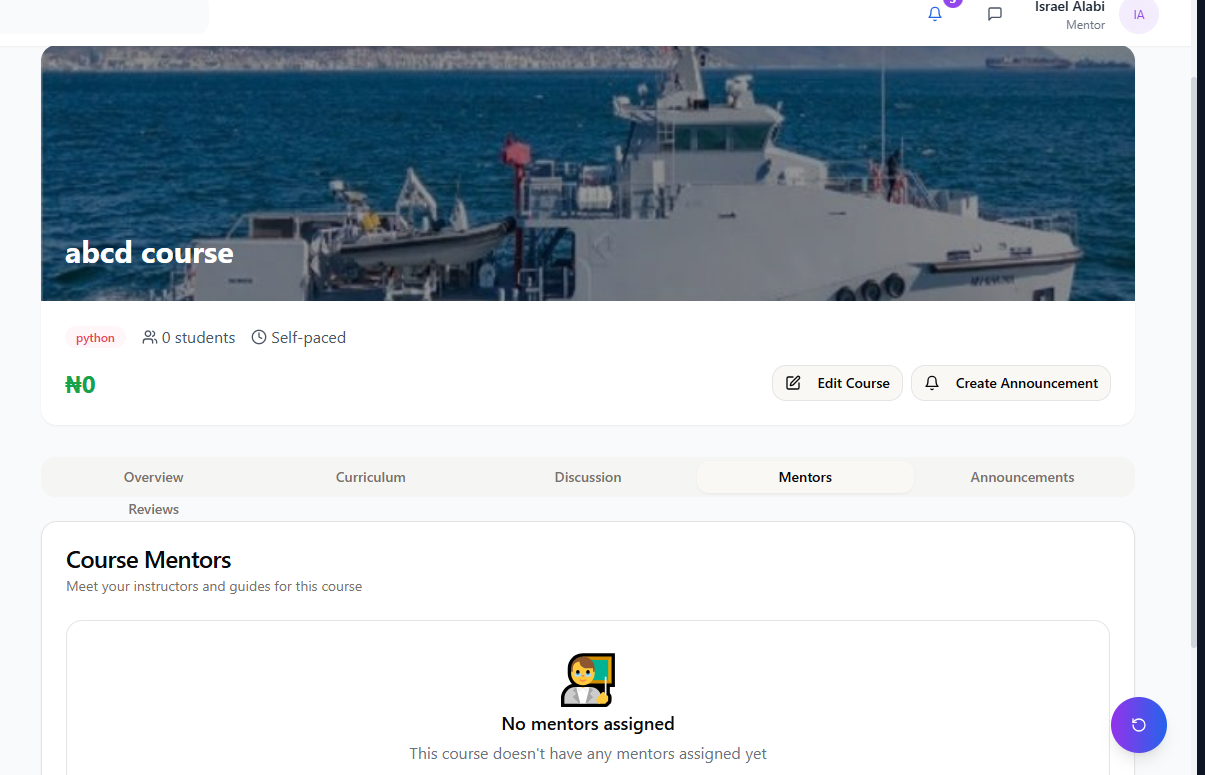 Israel Alabi
Mentor
IA
abcd course
python
0 students
Self-paced
₦0
Edit Course
Create Announcement
Overview
Curriculum
Discussion
Mentors
Announcements
Reviews
Course Mentors
Meet your instructors and guides for this course
No mentors assigned
This course doesn't have any mentors assigned yet